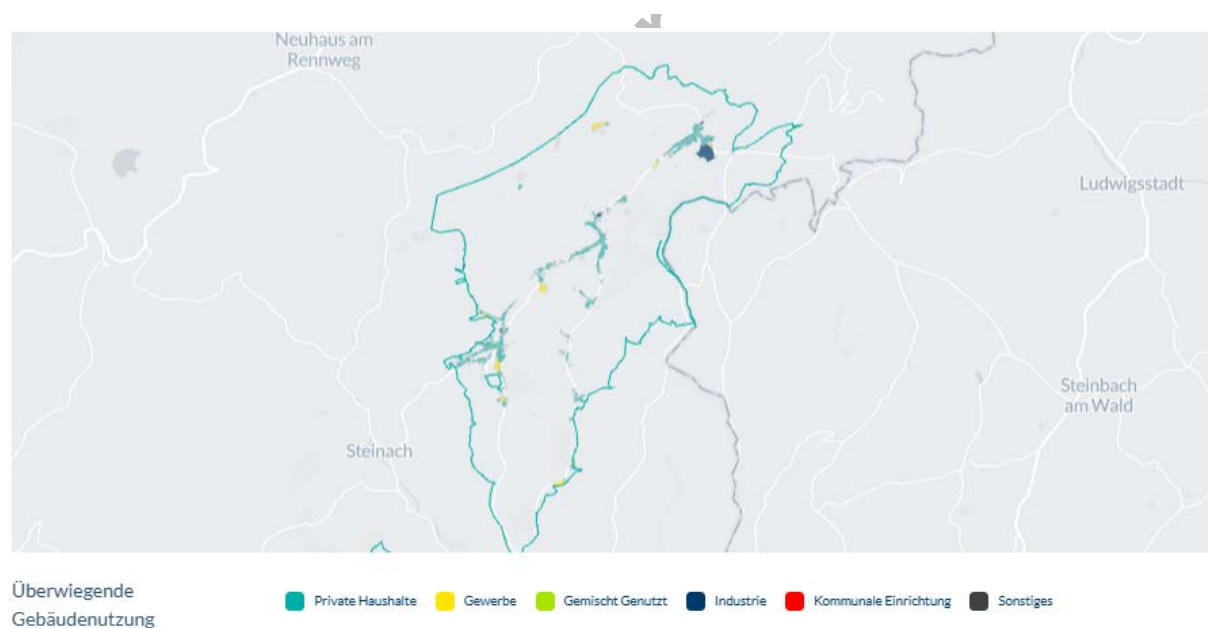 Neuhaus am
Rennweg
Ludwigsstadt
Steinbach
am Wald
Steinach
Überwiegende
Gebäudenutzung
Private Haushalte Gewerbe Gemischt Genutzt Industrie Kommunale Einrichtung Sonstiges